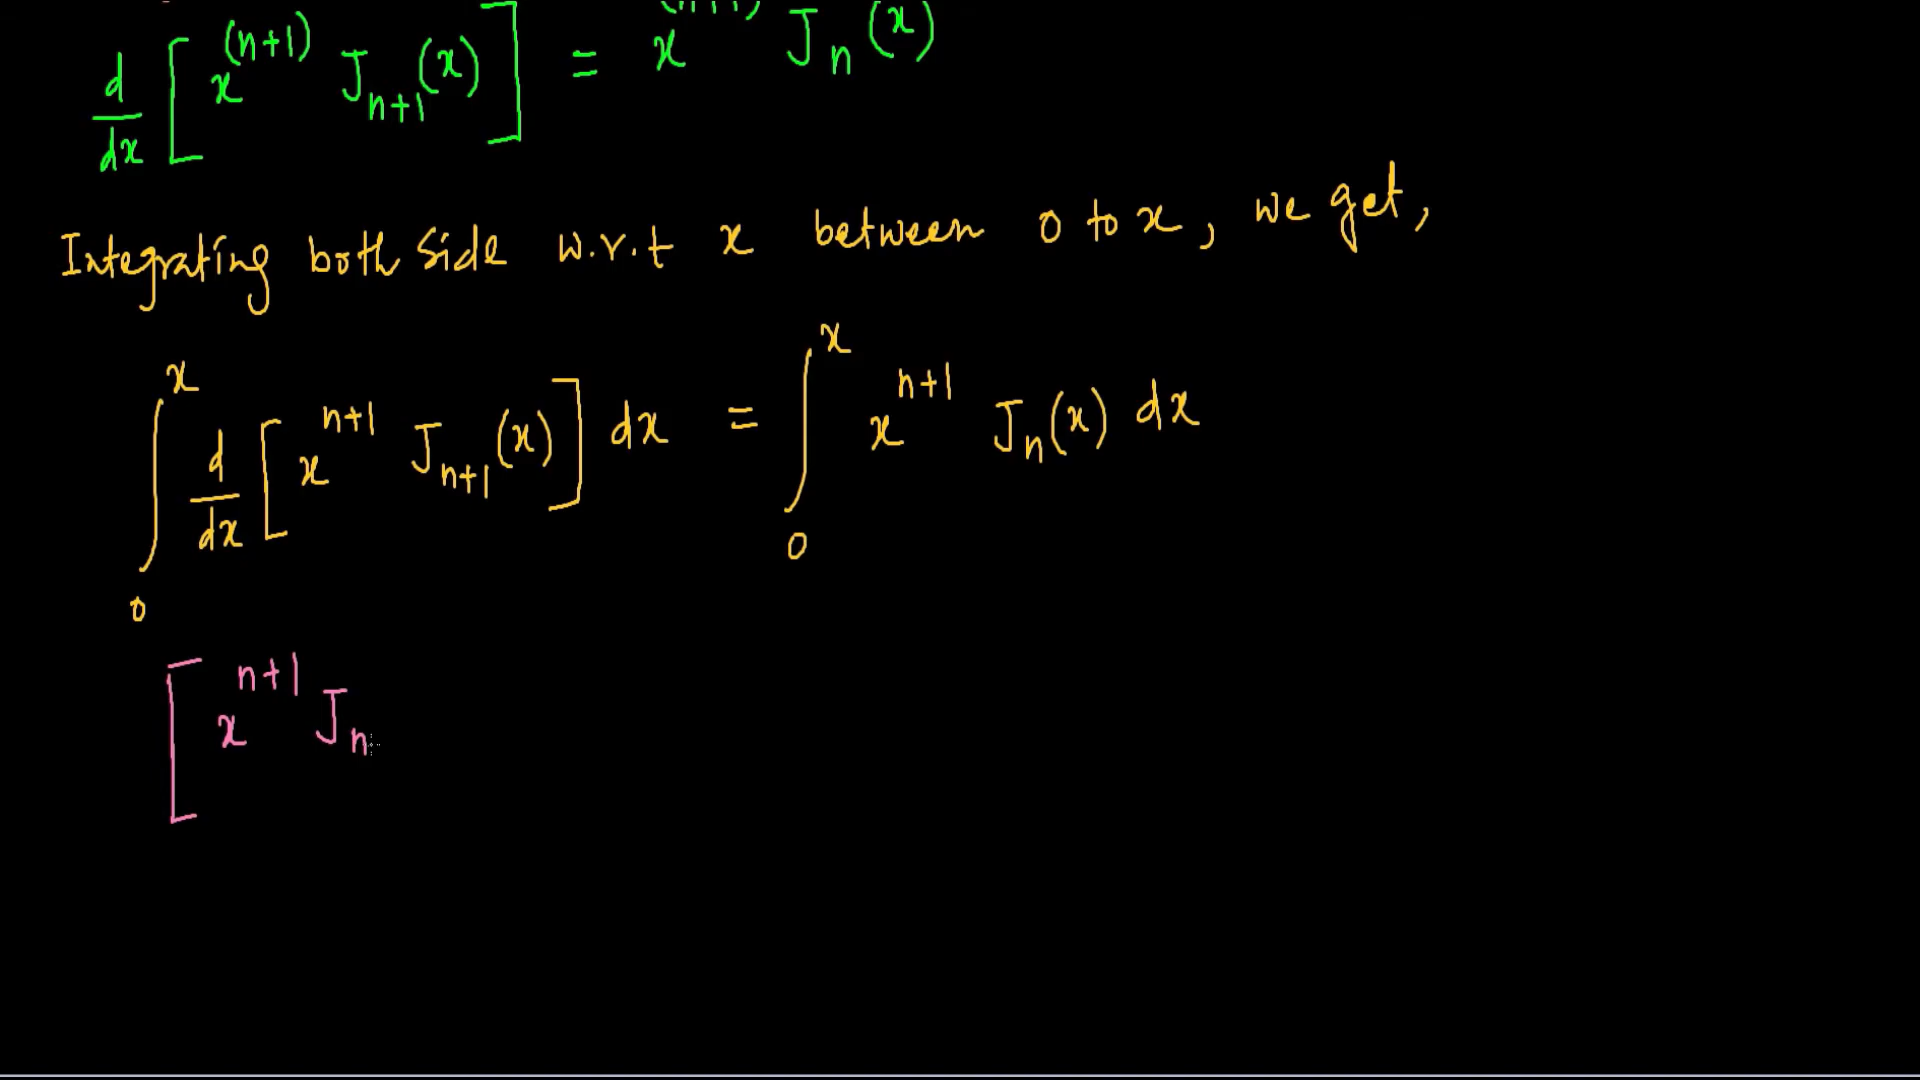 d/dx [ x^(n+1) J_{n+1}(x) ] = x^(n+1) J_n(x)
Integrating both side w.r.t x between 0 to x, we get,
∫_0^x d/dx [ x^{n+1} J_{n+1}(x) ] dx = ∫_0^x x^{n+1} J_n(x) dx
[ x^{n+1} J_n